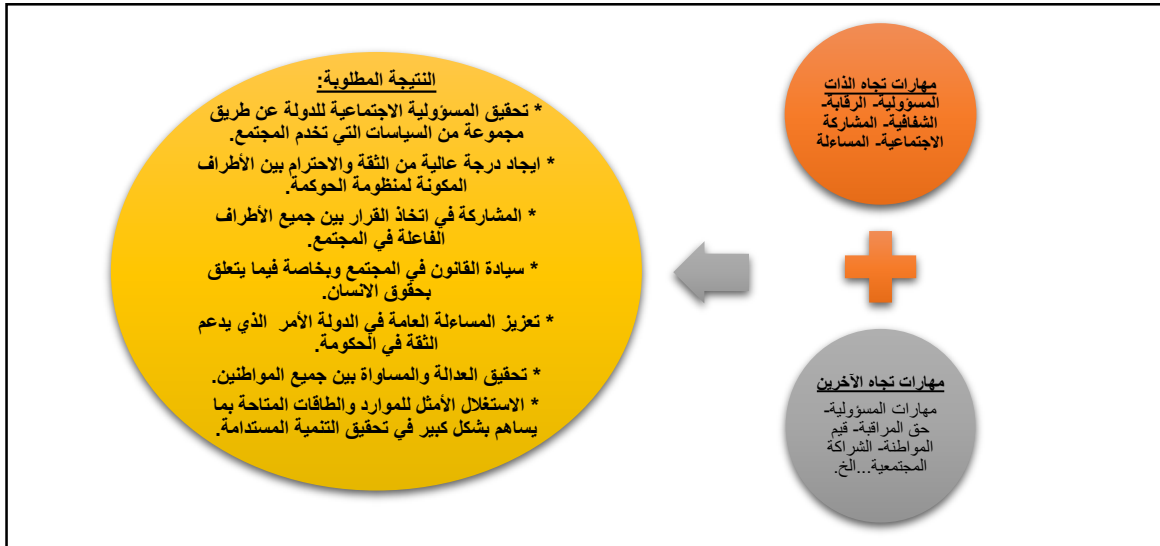 مهارات تجاه الذات
المسؤولية- الرقابة-
الشفافية- المشاركة
الاجتماعية- المساءلة
مهارات تجاه الآخرين
مهارات المسؤولية-
حق المراقبة- قيم
المواطنة- الشراكة
المجتمعية...الخ.
النتيجة المطلوبة:
* تحقيق المسؤولية الاجتماعية للدولة عن طريق
مجموعة من السياسات التي تخدم المجتمع.
* ايجاد درجة عالية من الثقة والاحترام بين الأطراف
المكونة لمنظومة الحوكمة.
* المشاركة في اتخاذ القرار بين جميع الأطراف
الفاعلة في المجتمع.
* سيادة القانون في المجتمع وبخاصة فيما يتعلق
بحقوق الانسان.
* تعزيز المساءلة العامة في الدولة الأمر الذي يدعم
الثقة في الحكومة.
* تحقيق العدالة والمساواة بين جميع المواطنين.
* الاستغلال الأمثل للموارد والطاقات المتاحة بما
يساهم بشكل كبير في تحقيق التنمية المستدامة.